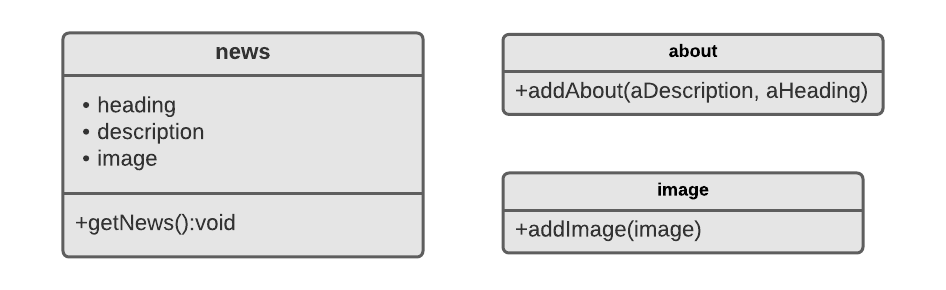 news
• heading
• description
• image
+getNews():void
about
+addAbout(aDescription, aHeading)
image
+addImage(image)